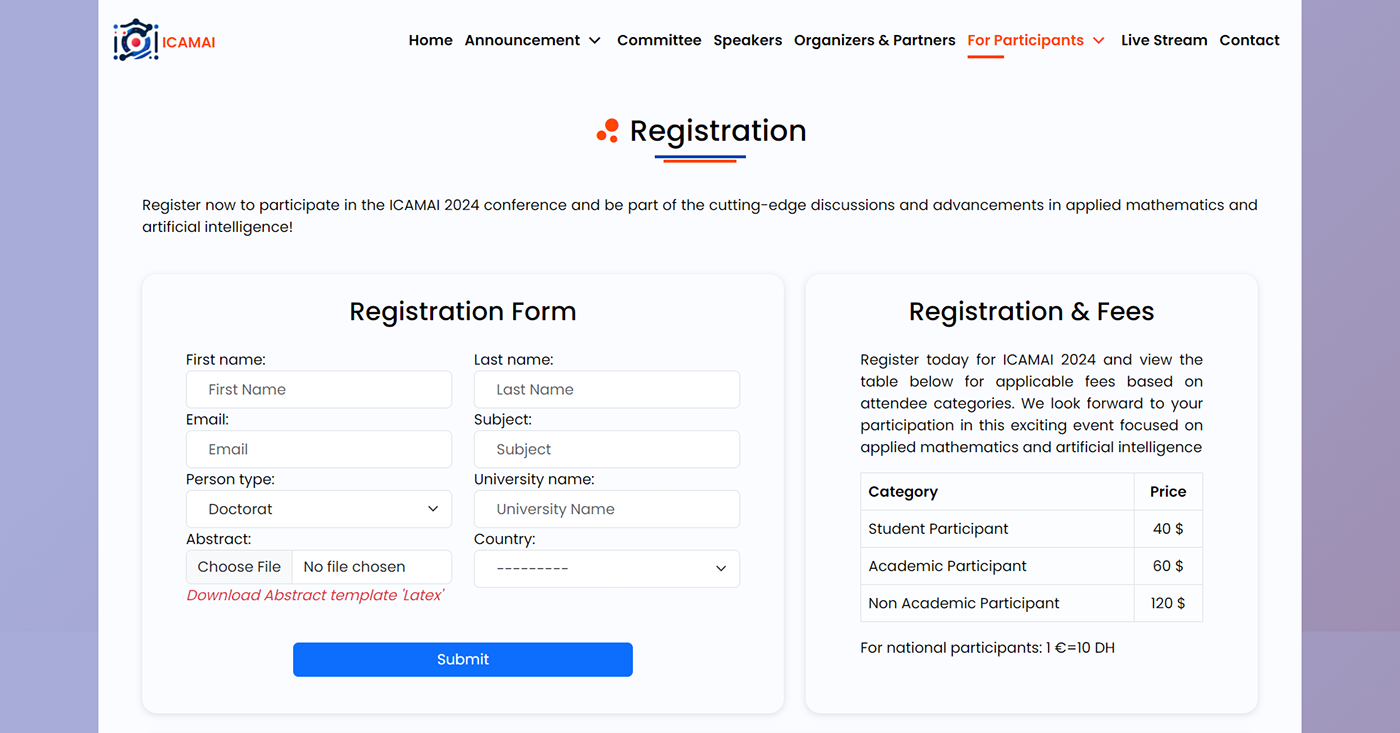 ICAMAI
Home Announcement Committee Speakers Organizers & Partners For Participants Live Stream Contact
Registration
Register now to participate in the ICAMAI 2024 conference and be part of the cutting-edge discussions and advancements in applied mathematics and
artificial intelligence!
Registration Form
First name: Last name:
First Name Last Name
Email: Subject:
Email Subject
Person type: University name:
Doctorat University Name
Abstract: Country:
Choose File No file chosen ---------
Download Abstract template 'Latex'
Submit
Registration & Fees
Register today for ICAMAI 2024 and view the
table below for applicable fees based on
attendee categories. We look forward to your
participation in this exciting event focused on
applied mathematics and artificial intelligence
Category Price
Student Participant 40 $
Academic Participant 60 $
Non Academic Participant 120 $
For national participants: 1 €=10 DH